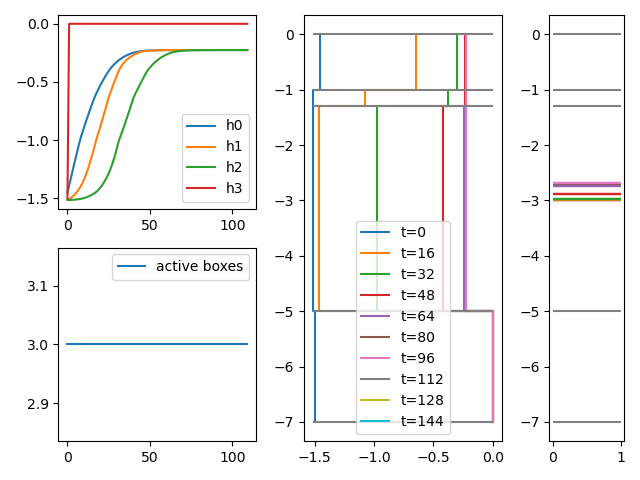 0.0
−0.5
−1.0
−1.5
h0
h1
h2
h3
0
50
100
active boxes
3.1
3.0
2.9
0
50
100
0
−1
−2
−3
−4
−5
−6
−7
t=0
t=16
t=32
t=48
t=64
t=80
t=96
t=112
t=128
t=144
−1.5
−1.0
−0.5
0.0
0
−1
−2
−3
−4
−5
−6
−7
0
1